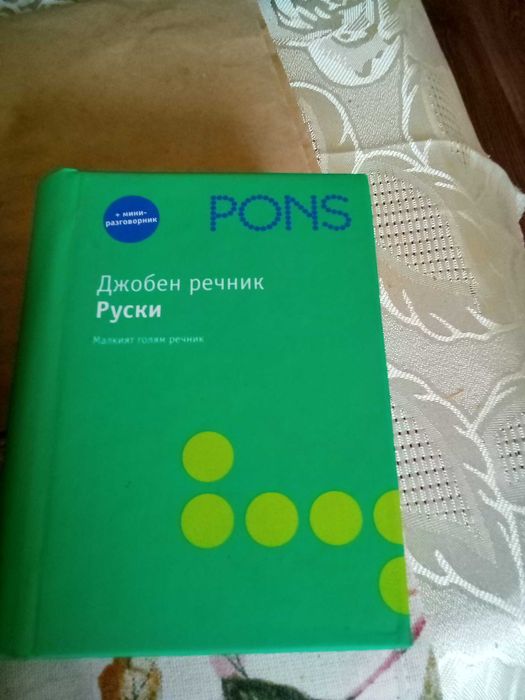 + мини-
разговорник
PONS
Джобен речник
Руски
Малкият голям речник